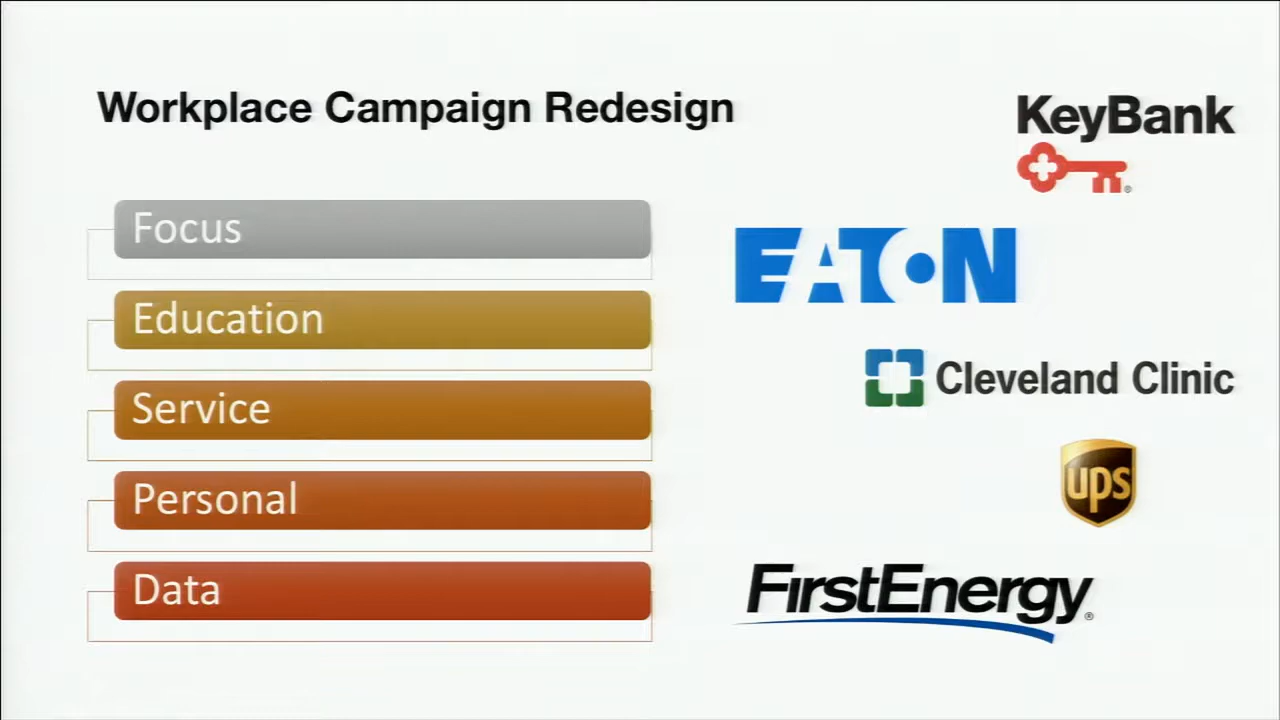 Workplace Campaign Redesign
KeyBank
®
Focus
EATON
Education
Cleveland Clinic
Service
ups
Personal
FirstEnergy®
Data